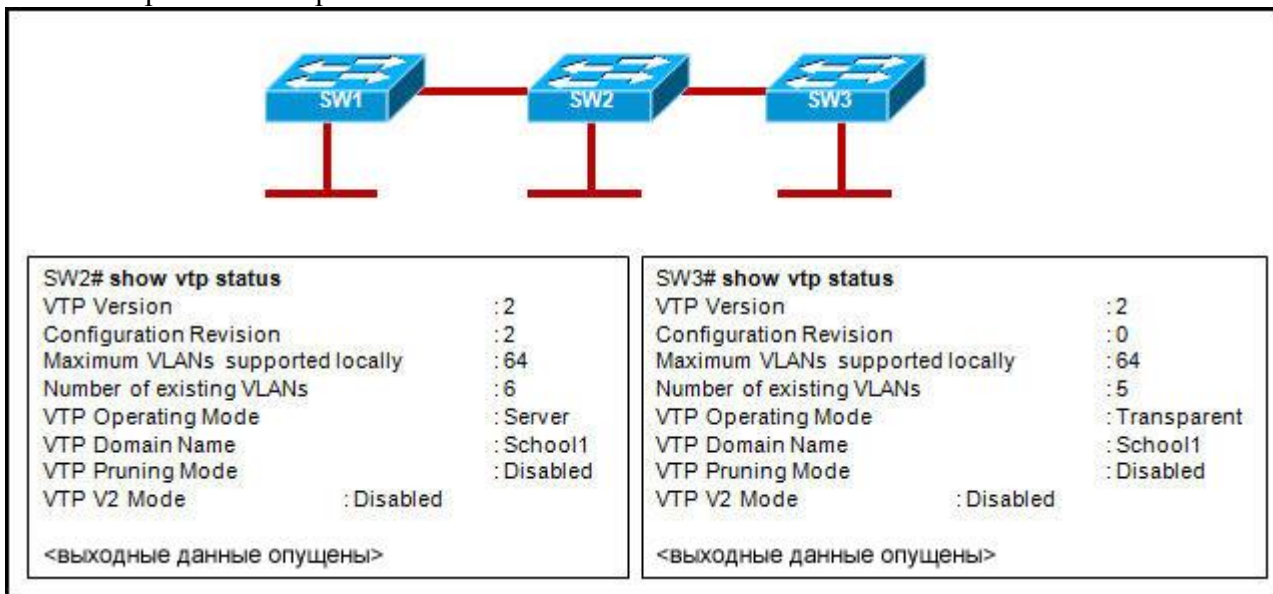 SW1
SW2
SW3
SW2# show vtp status
VTP Version : 2
Configuration Revision : 2
Maximum VLANs supported locally : 64
Number of existing VLANs : 6
VTP Operating Mode : Server
VTP Domain Name : School1
VTP Pruning Mode : Disabled
VTP V2 Mode : Disabled
<выходные данные опущены>
SW3# show vtp status
VTP Version : 2
Configuration Revision : 0
Maximum VLANs supported locally : 64
Number of existing VLANs : 5
VTP Operating Mode : Transparent
VTP Domain Name : School1
VTP Pruning Mode : Disabled
VTP V2 Mode : Disabled
<выходные данные опущены>